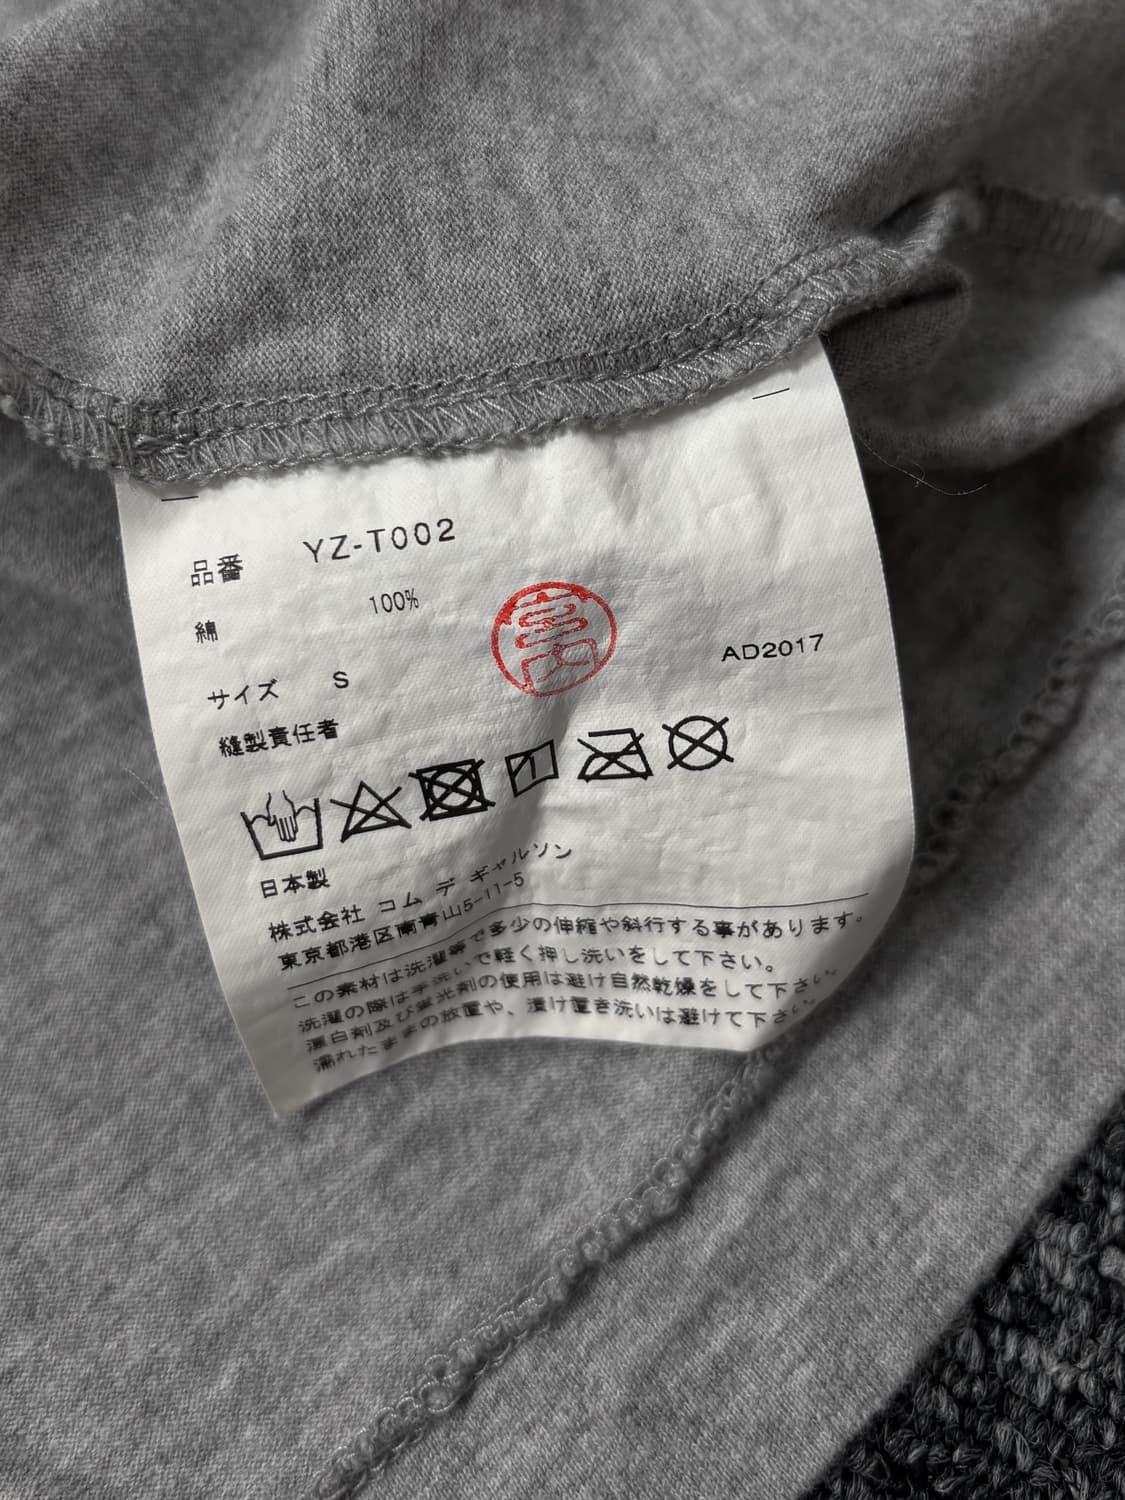 品番 YZ-T002
綿 100%
サイズ S
AD2017
縫製責任者
日本製
株式会社 コム デ ギャルソン
東京都港区南青山5-11-5
この素材は洗濯等で多少の伸縮や斜行する事があります。
洗濯の際は手洗いで軽く押し洗いをして下さい。
漂白剤及び蛍光剤の使用は避け自然乾燥をして下さい。
濡れたままの放置や、漬け置き洗いは避けて下さい。